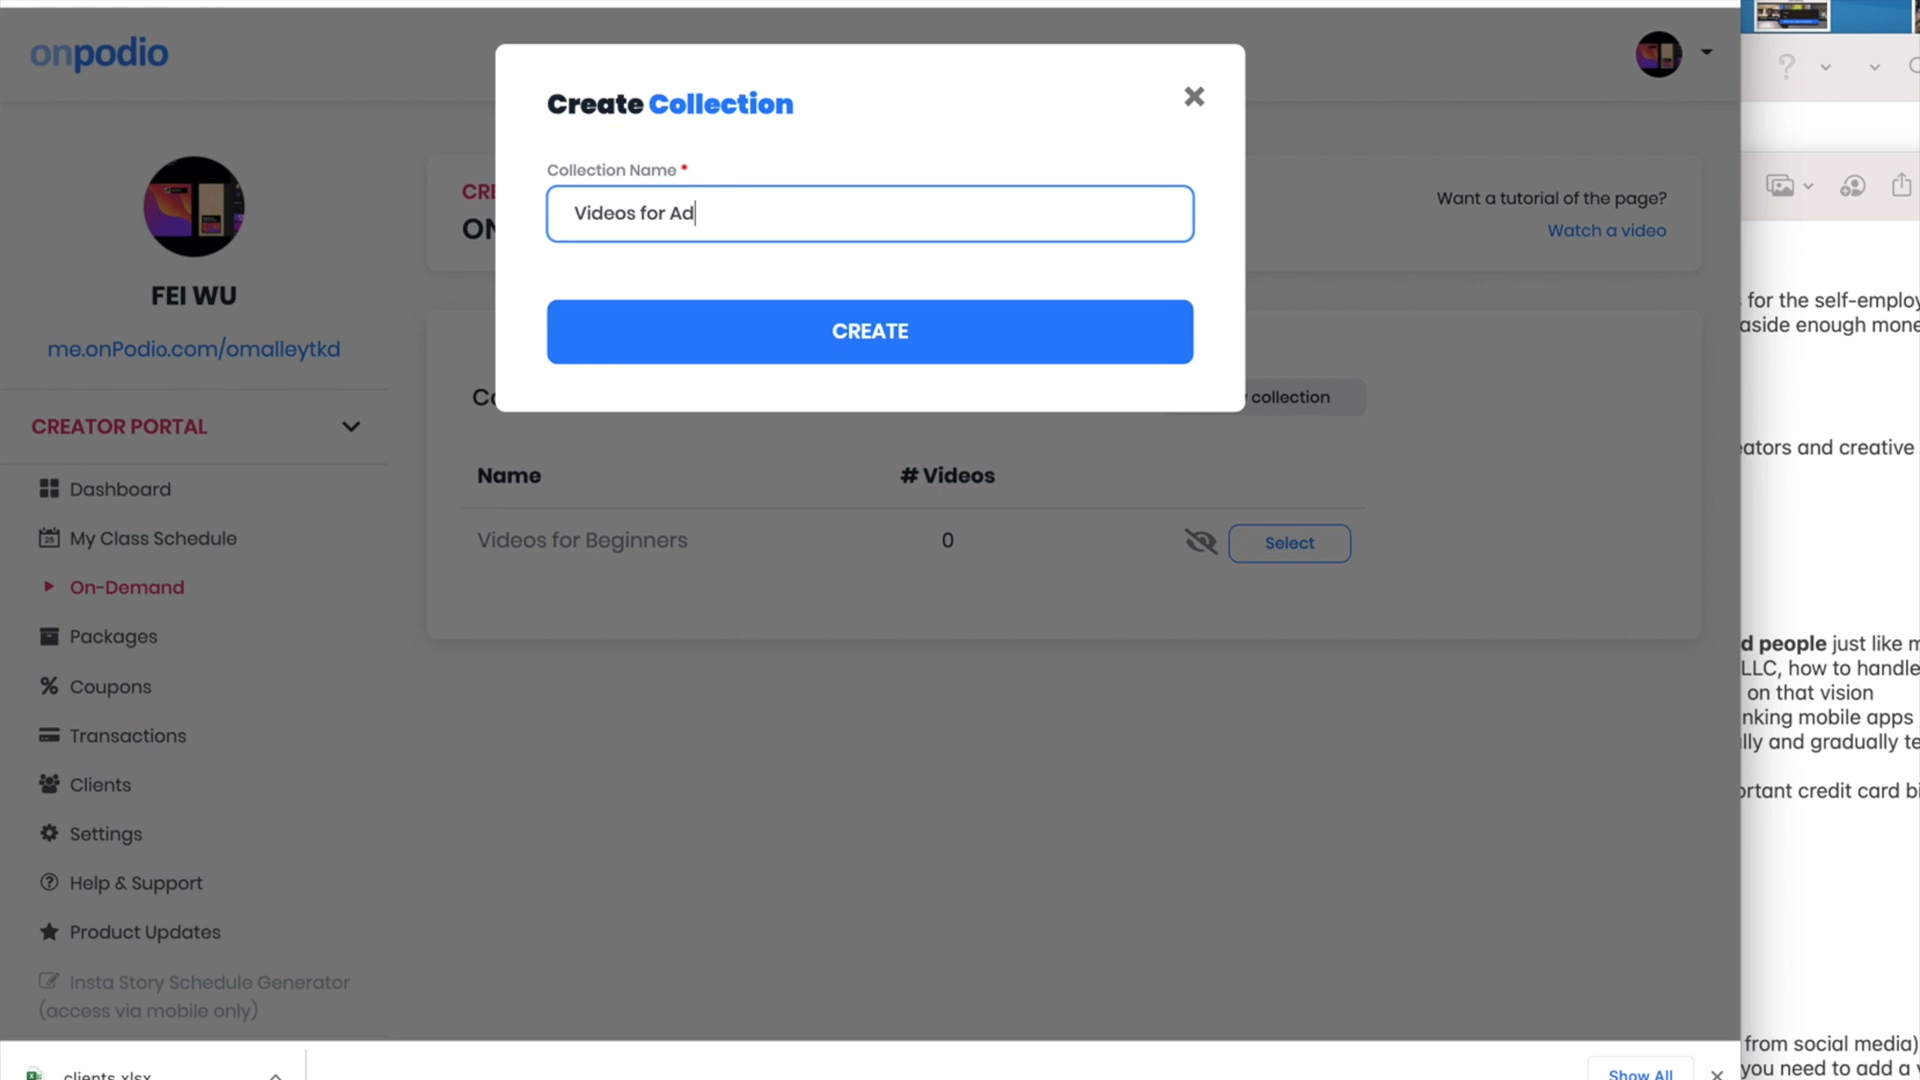 onpodio
Create Collection
Collection Name *
Videos for Ad
CREATE
Want a tutorial of the page?
Watch a video
FEI WU
me.onPodio.com/omalleytkd
CREATOR PORTAL
Dashboard
25
My Class Schedule
On-Demand
Packages
Coupons
Transactions
Clients
Settings
Help & Support
Product Updates
Insta Story Schedule Generator
(access via mobile only)
collection
Name # Videos
Videos for Beginners 0 Select
for the self-employ
aside enough mone
ators and creative
d people just like m
LLC, how to handle
on that vision
nking mobile apps
lly and gradually te
ortant credit card bi
from social media)
you need to add a
clients.xlsx
Show All